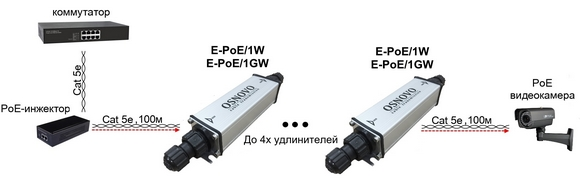 коммутатор
Cat 5e
PoE-инжектор
Cat 5e ,100м
E-PoE/1W
E-PoE/1GW
OSNOVO
До 4х удлинителей
E-PoE/1W
E-PoE/1GW
OSNOVO
Cat 5e ,100м
PoE
видеокамера